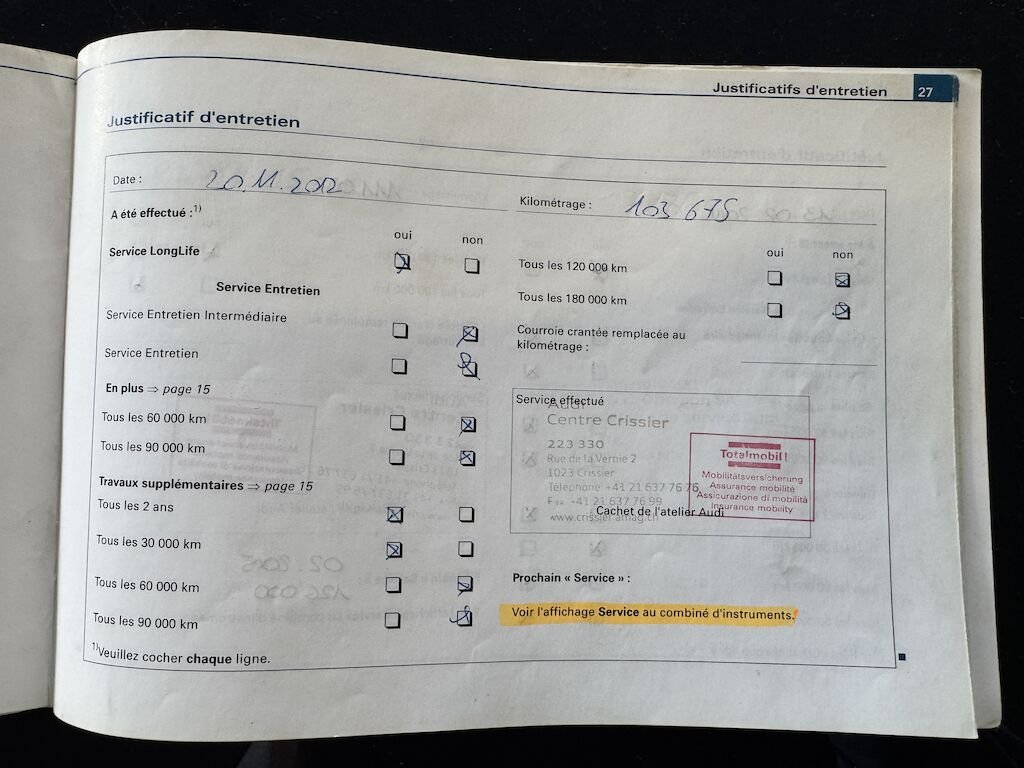 Justificatifs d'entretien 27
Justificatif d'entretien
Date : 20.11.2012
Kilométrage : 103 675
A été effectué :1)
oui non
Service LongLife
Service Entretien
Service Entretien Intermédiaire
Service Entretien
En plus ⇒ page 15
Tous les 60 000 km
Tous les 90 000 km
Travaux supplémentaires ⇒ page 15
Tous les 2 ans
Tous les 30 000 km
Tous les 60 000 km
Tous les 90 000 km
1)Veuillez cocher chaque ligne.
oui non
Tous les 120 000 km
Tous les 180 000 km
Courroie crantée remplacée au
kilométrage :
Service effectué
Audi
Centre Crissier
223 330
Rue de la Vernie 2
1023 Crissier
Téléphone +41 21 637 76 76
Fax +41 21 637 76 99
www.crissier.amag.ch
Totalmobil!
Mobilitätsversicherung
Assurance mobilité
Assicurazione di mobilità
Insurance mobility
Cachet de l'atelier Audi
Prochain « Service » :
Voir l'affichage Service au combiné d'instruments.